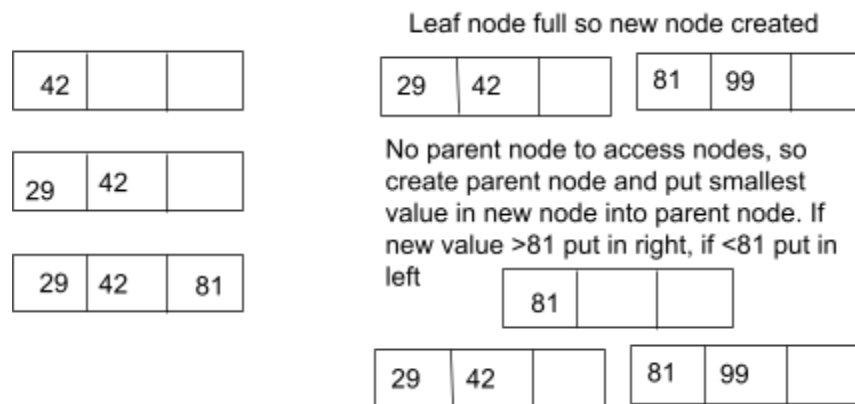 42
29 42
29 42 81
Leaf node full so new node created
29 42 81 99
No parent node to access nodes, so
create parent node and put smallest
value in new node into parent node. If
new value >81 put in right, if <81 put in
left
81
29 42 81 99